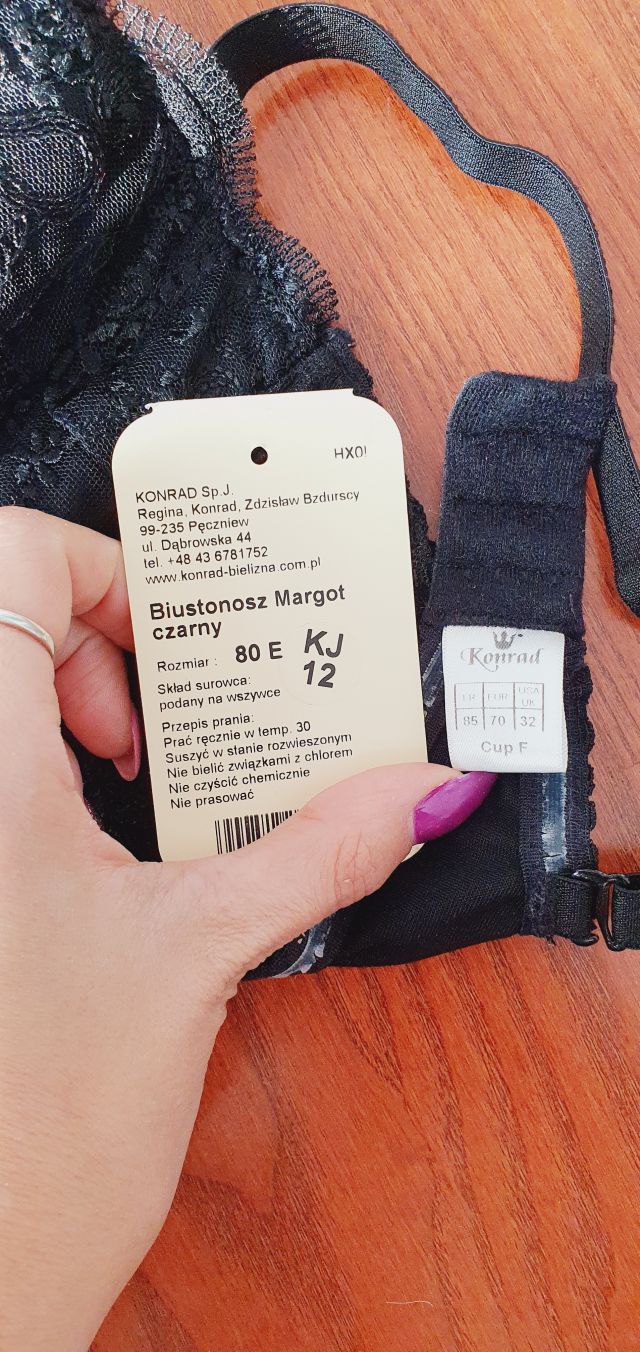 HX0!
KONRAD Sp.J.
Regina, Konrad, Zdzisław Bzdurscy
99-235 Pęczniew
ul. Dąbrowska 44
tel. +48 43 6781752
www.konrad-bielizna.com.pl
Biustonosz Margot
czarny
Rozmiar : 80 E
KJ
12
Skład surowca:
podany na wszywce
Przepis prania:
Prać ręcznie w temp. 30
Suszyć w stanie rozwieszonym
Nie bielić związkami z chlorem
Nie czyścić chemicznie
Nie prasować
Konrad
FR EUR USA UK
85 70 32
Cup F